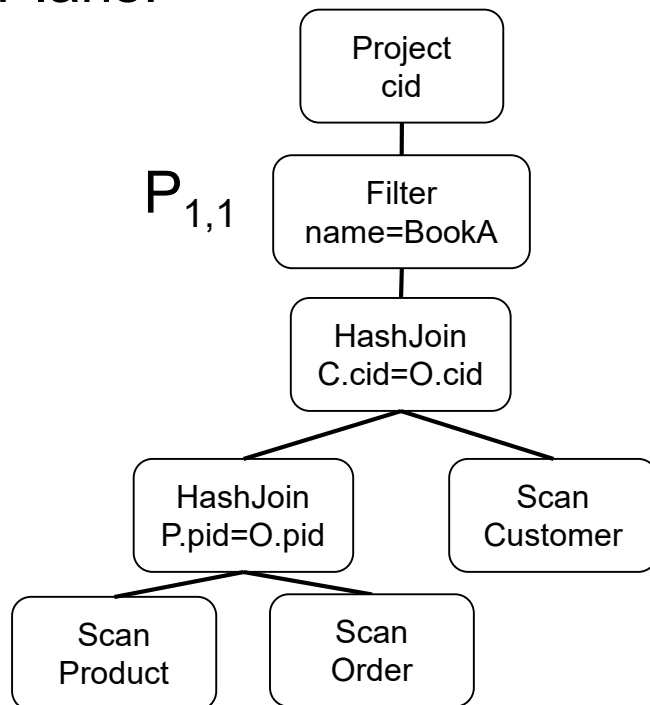 Project
cid
P1,1
Filter
name=BookA
HashJoin
C.cid=O.cid
HashJoin
P.pid=O.pid
Scan
Customer
Scan
Product
Scan
Order